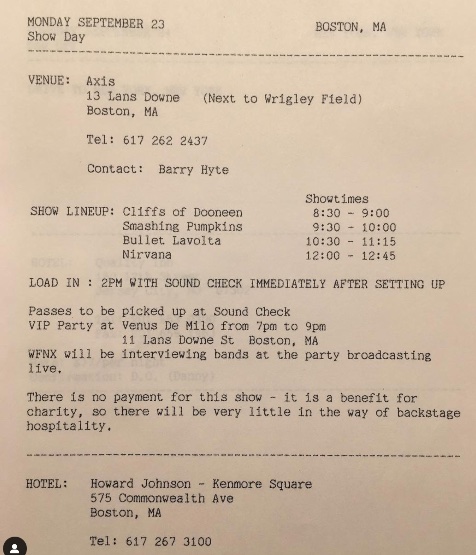 MONDAY SEPTEMBER 23 BOSTON, MA
Show Day
VENUE: Axis
13 Lans Downe (Next to Wrigley Field)
Boston, MA
Tel: 617 262 2437
Contact: Barry Hyte
Showtimes
SHOW LINEUP: Cliffs of Dooneen 8:30 - 9:00
Smashing Pumpkins 9:30 - 10:00
Bullet Lavolta 10:30 - 11:15
Nirvana 12:00 - 12:45
LOAD IN : 2PM WITH SOUND CHECK IMMEDIATELY AFTER SETTING UP
Passes to be picked up at Sound Check
VIP Party at Venus De Milo from 7pm to 9pm
11 Lans Downe St Boston, MA
WFNX will be interviewing bands at the party broadcasting
live.
There is no payment for this show - it is a benefit for
charity, so there will be very little in the way of backstage
hospitality.
HOTEL: Howard Johnson - Kenmore Square
575 Commonwealth Ave
Boston, MA
Tel: 617 267 3100